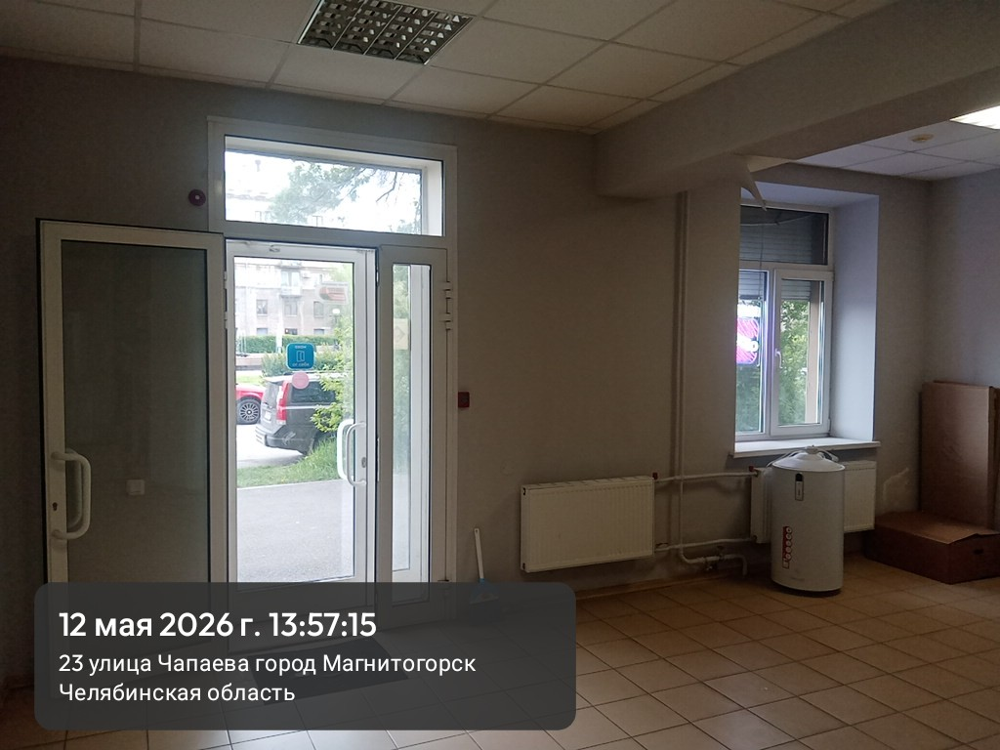 12 мая 2026 г. 13:57:15
23 улица Чапаева город Магнитогорск
Челябинская область